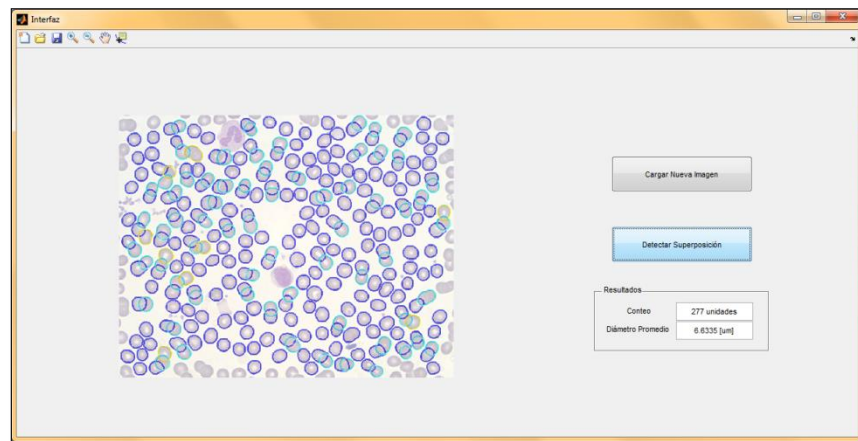 Interfaz
Cargar Nueva Imagen
Detectar Superposición
Resultados
Conteo 277 unidades
Diámetro Promedio 6.6335 [um]